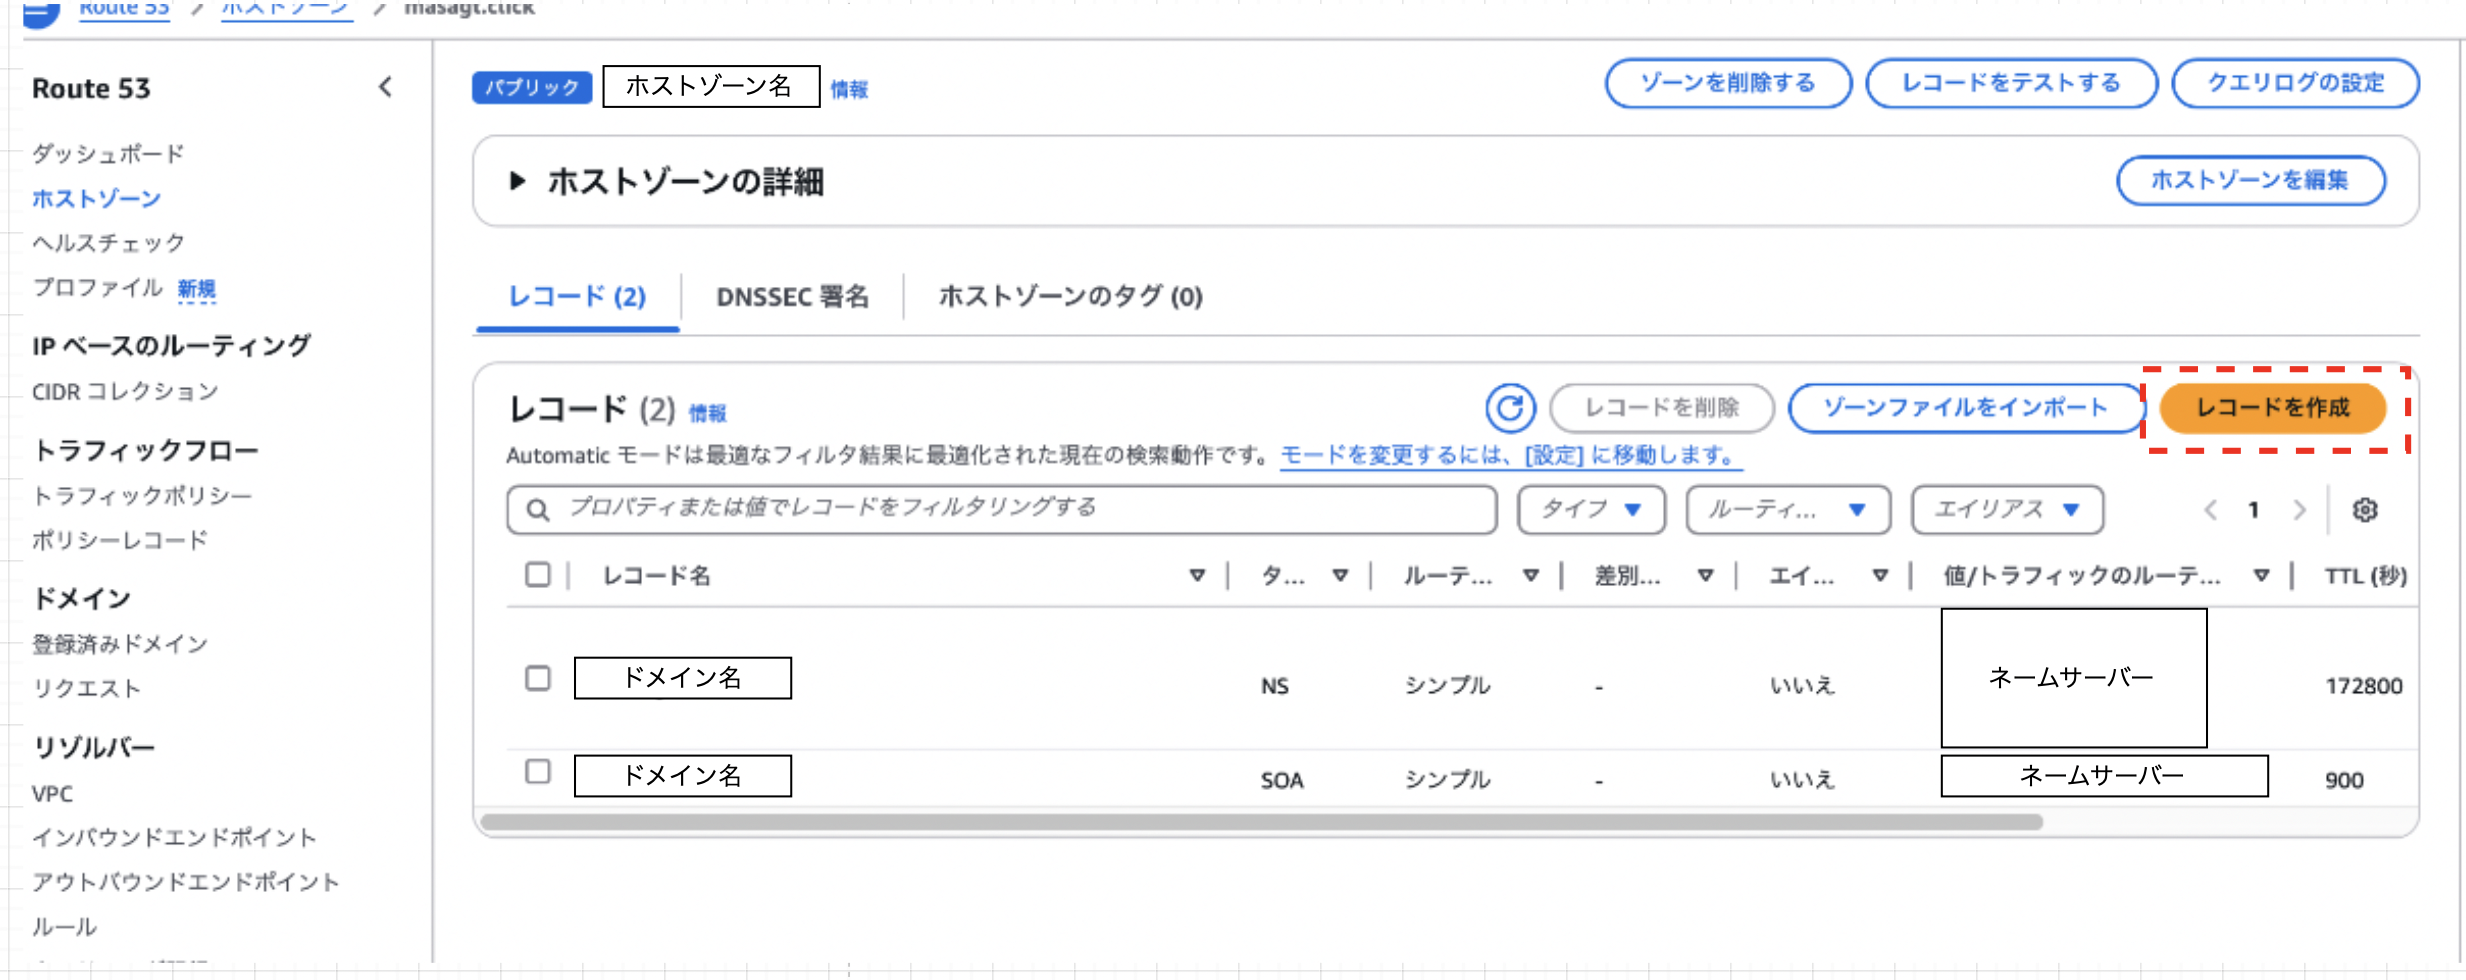 Route 53 / ホストゾーン / masagt.click
Route 53
ダッシュボード
ホストゾーン
ヘルスチェック
プロファイル 新規
IP ベースのルーティング
CIDR コレクション
トラフィックフロー
トラフィックポリシー
ポリシーレコード
ドメイン
登録済みドメイン
リクエスト
リゾルバー
VPC
インバウンドエンドポイント
アウトバウンドエンドポイント
ルール
パブリック ホストゾーン名 情報
ゾーンを削除する レコードをテストする クエリログの設定
ホストゾーンの詳細 ホストゾーンを編集
レコード (2) DNSSEC 署名 ホストゾーンのタグ (0)
レコード (2) 情報 レコードを削除 ゾーンファイルをインポート レコードを作成
Automatic モードは最適なフィルタ結果に最適化された現在の検索動作です。モードを変更するには、[設定] に移動します。
プロパティまたは値でレコードをフィルタリングする タイプ ルーティ... エイリアス 1
レコード名 タ... ルーテ... 差別... エイ... 値/トラフィックのルーテ... TTL (秒)
ドメイン名 NS シンプル - いいえ ネームサーバー 172800
ドメイン名 SOA シンプル - いいえ ネームサーバー 900